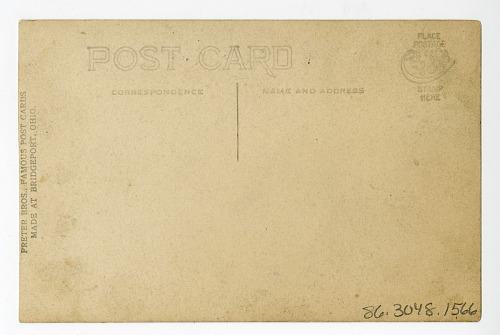 POST CARD
CORRESPONDENCE
NAME AND ADDRESS
PLACE
POSTAGE
STAMP
HERE
PRETER BROS., FAMOUS POST CARDS
MADE AT BRIDGEPORT, OHIO.
86.3048.1566